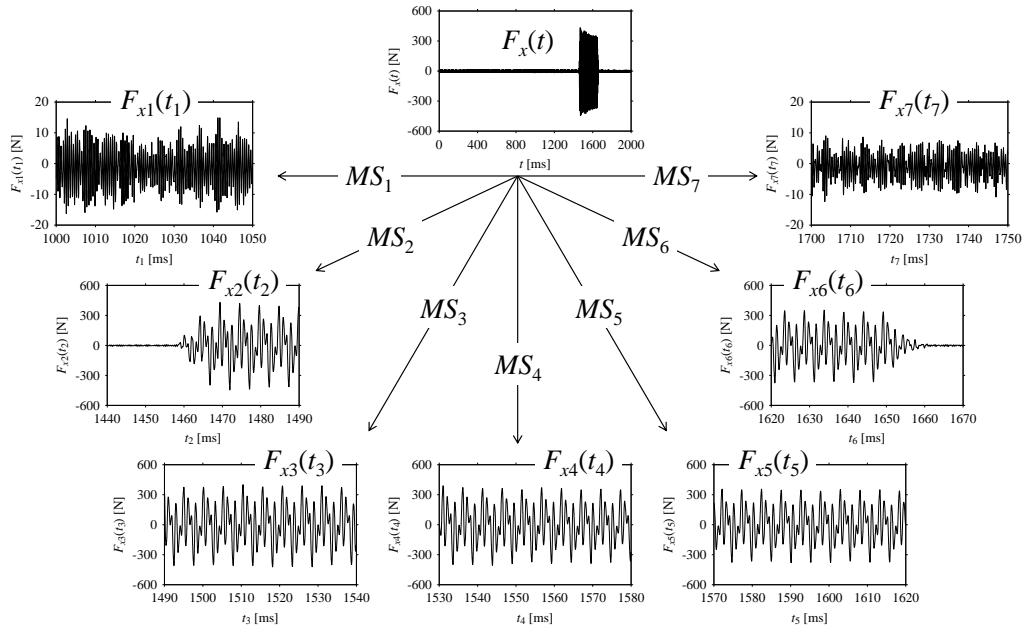 600
300
0
-300
-600
F_x(t) [N]
F_x(t)
0 400 800 1200 1600 2000
t [ms]
F_x1(t_1)
20
10
0
-10
-20
F_x1(t_1) [N]
1000 1010 1020 1030 1040 1050
t_1 [ms]
F_x7(t_7)
20
10
0
-10
-20
F_x7(t_7) [N]
1700 1710 1720 1730 1740 1750
t_7 [ms]
MS_1
MS_7
MS_2
MS_6
MS_3
MS_5
MS_4
F_x2(t_2)
600
300
0
-300
-600
F_x2(t_2) [N]
1440 1450 1460 1470 1480 1490
t_2 [ms]
F_x6(t_6)
600
300
0
-300
-600
F_x6(t_6) [N]
1620 1630 1640 1650 1660 1670
t_6 [ms]
F_x3(t_3)
600
300
0
-300
-600
F_x3(t_3) [N]
1490 1500 1510 1520 1530 1540
t_3 [ms]
F_x4(t_4)
600
300
0
-300
-600
F_x4(t_4) [N]
1530 1540 1550 1560 1570 1580
t_4 [ms]
F_x5(t_5)
600
300
0
-300
-600
F_x5(t_5) [N]
1570 1580 1590 1600 1610 1620
t_5 [ms]